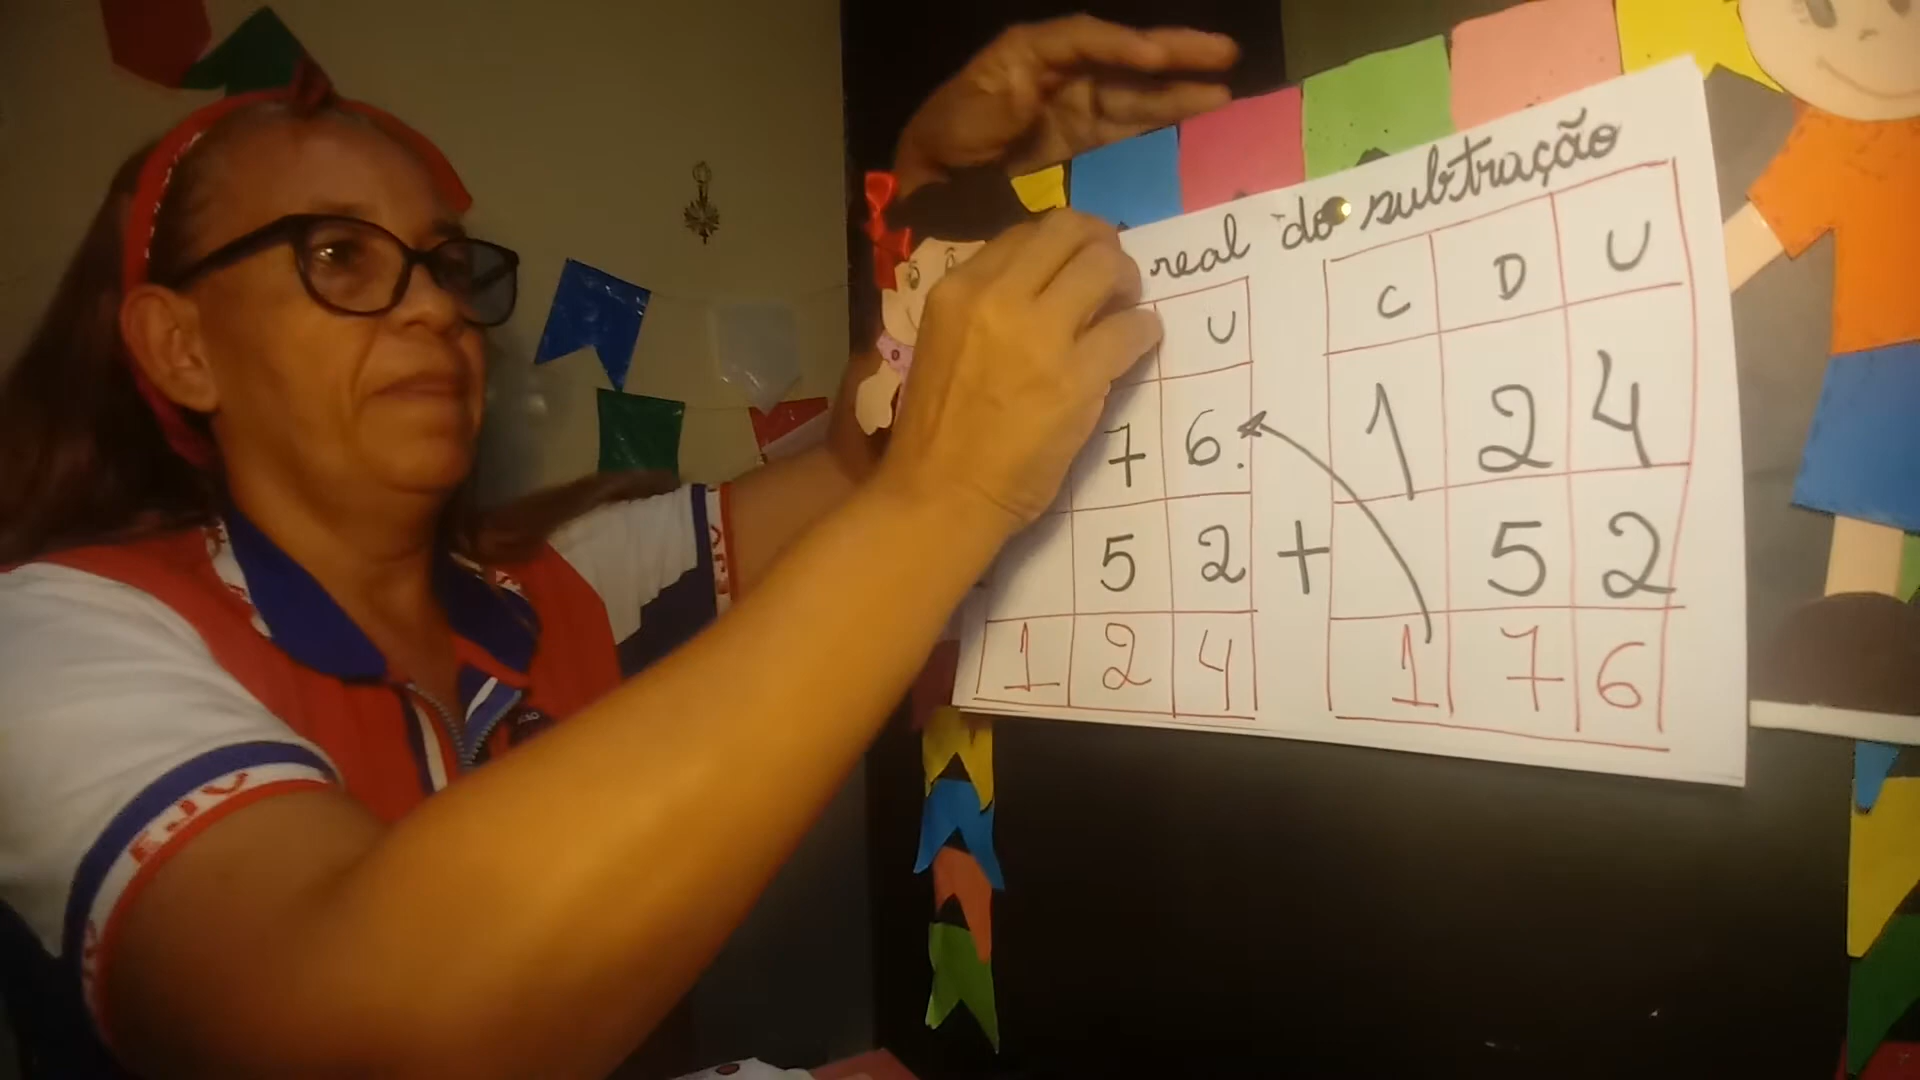 real do subtração
U
7 6.
5 2
1 2 4
C D U
1 2 4
+ 5 2
1 7 6